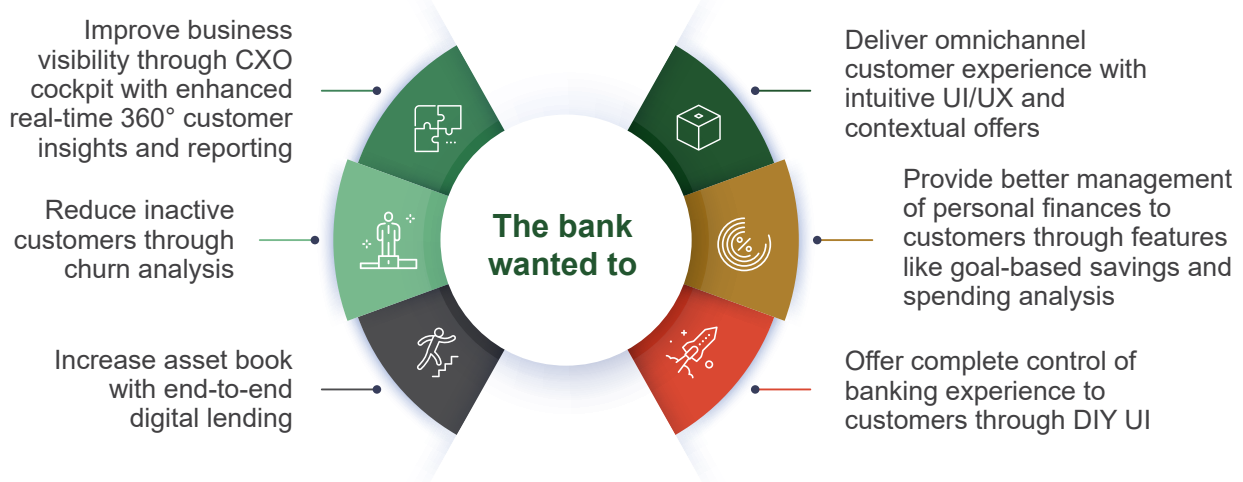 Improve business
visibility through CXO
cockpit with enhanced
real-time 360° customer
insights and reporting
Reduce inactive
customers through
churn analysis
Increase asset book
with end-to-end
digital lending
The bank
wanted to
Deliver omnichannel
customer experience with
intuitive UI/UX and
contextual offers
Provide better management
of personal finances to
customers through features
like goal-based savings and
spending analysis
Offer complete control of
banking experience to
customers through DIY UI
%